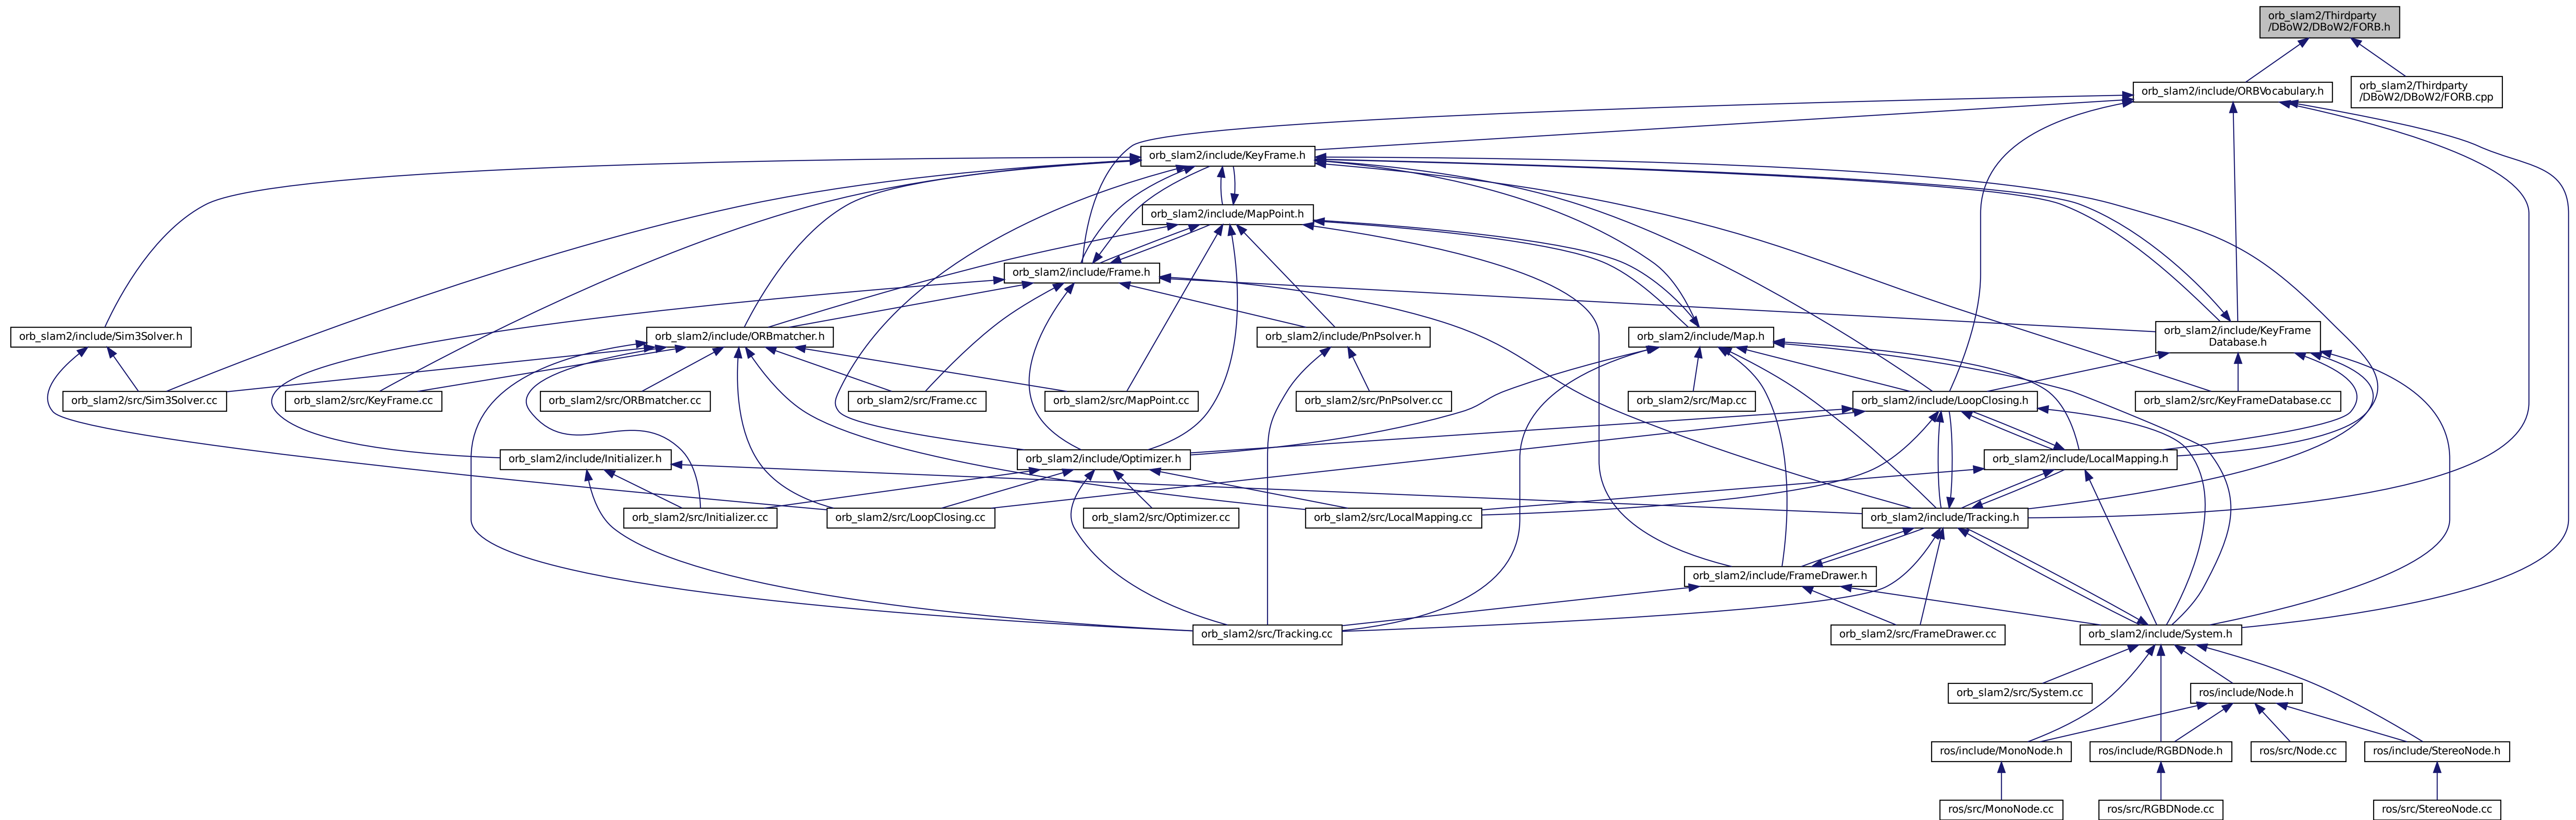 orb_slam2/Thirdparty
/DBoW2/DBoW2/FORB.h
orb_slam2/include/ORBVocabulary.h
orb_slam2/Thirdparty
/DBoW2/DBoW2/FORB.cpp
orb_slam2/include/KeyFrame.h
orb_slam2/include/MapPoint.h
orb_slam2/include/Frame.h
orb_slam2/include/Sim3Solver.h
orb_slam2/include/ORBmatcher.h
orb_slam2/include/PnPsolver.h
orb_slam2/include/Map.h
orb_slam2/include/KeyFrame
Database.h
orb_slam2/src/Sim3Solver.cc
orb_slam2/src/KeyFrame.cc
orb_slam2/src/ORBmatcher.cc
orb_slam2/src/Frame.cc
orb_slam2/src/MapPoint.cc
orb_slam2/src/PnPsolver.cc
orb_slam2/src/Map.cc
orb_slam2/include/LoopClosing.h
orb_slam2/src/KeyFrameDatabase.cc
orb_slam2/include/Initializer.h
orb_slam2/include/Optimizer.h
orb_slam2/include/LocalMapping.h
orb_slam2/src/Initializer.cc
orb_slam2/src/LoopClosing.cc
orb_slam2/src/Optimizer.cc
orb_slam2/src/LocalMapping.cc
orb_slam2/include/Tracking.h
orb_slam2/include/FrameDrawer.h
orb_slam2/src/Tracking.cc
orb_slam2/src/FrameDrawer.cc
orb_slam2/include/System.h
orb_slam2/src/System.cc
ros/include/Node.h
ros/include/MonoNode.h
ros/include/RGBDNode.h
ros/src/Node.cc
ros/include/StereoNode.h
ros/src/MonoNode.cc
ros/src/RGBDNode.cc
ros/src/StereoNode.cc